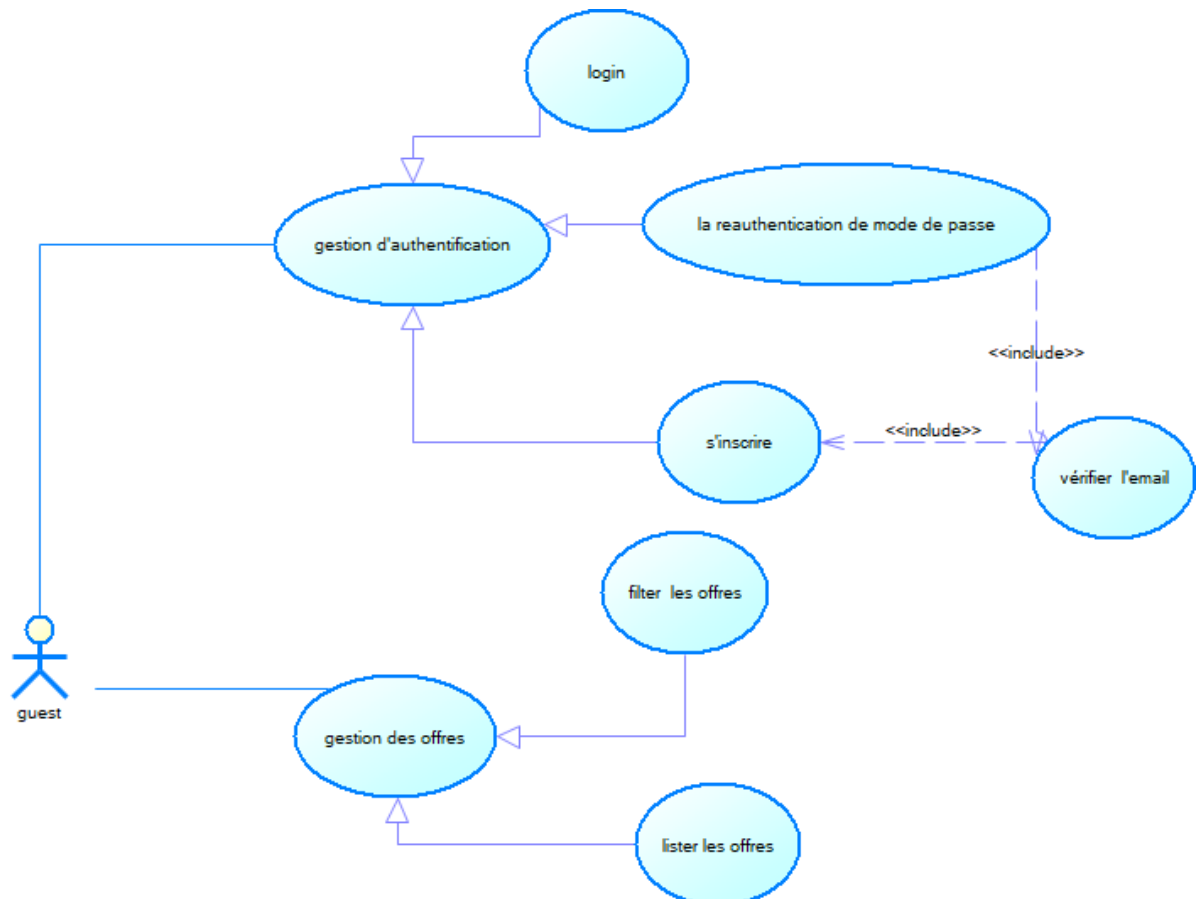 login
gestion d'authentification
la reauthentication de mode de passe
<<include>>
s'inscrire
<<include>>
vérifier l'email
filter les offres
guest
gestion des offres
lister les offres